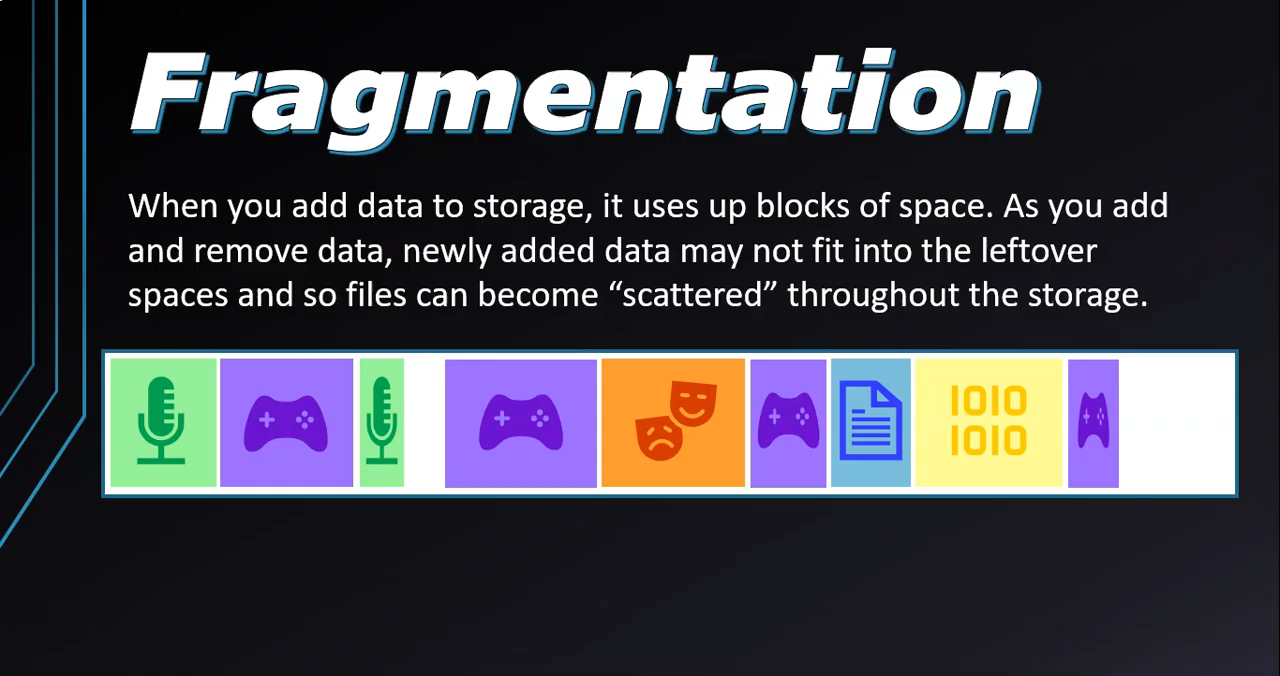 Fragmentation
When you add data to storage, it uses up blocks of space. As you add
and remove data, newly added data may not fit into the leftover
spaces and so files can become “scattered” throughout the storage.
1010
1010